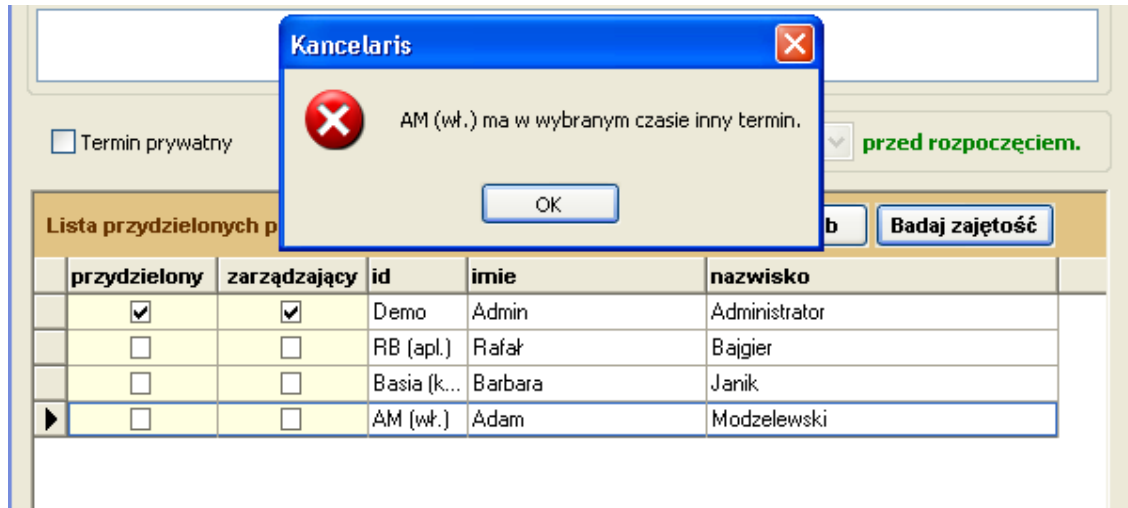 Kancelaris
AM (wł.) ma w wybranym czasie inny termin.
Termin prywatny
przed rozpoczęciem.
OK
Lista przydzielonych p
b
Badaj zajętość
przydzielony zarządzający id imie nazwisko
Demo Admin Administrator
RB (apl.) Rafał Bajgier
Basia (k... Barbara Janik
AM (wł.) Adam Modzelewski